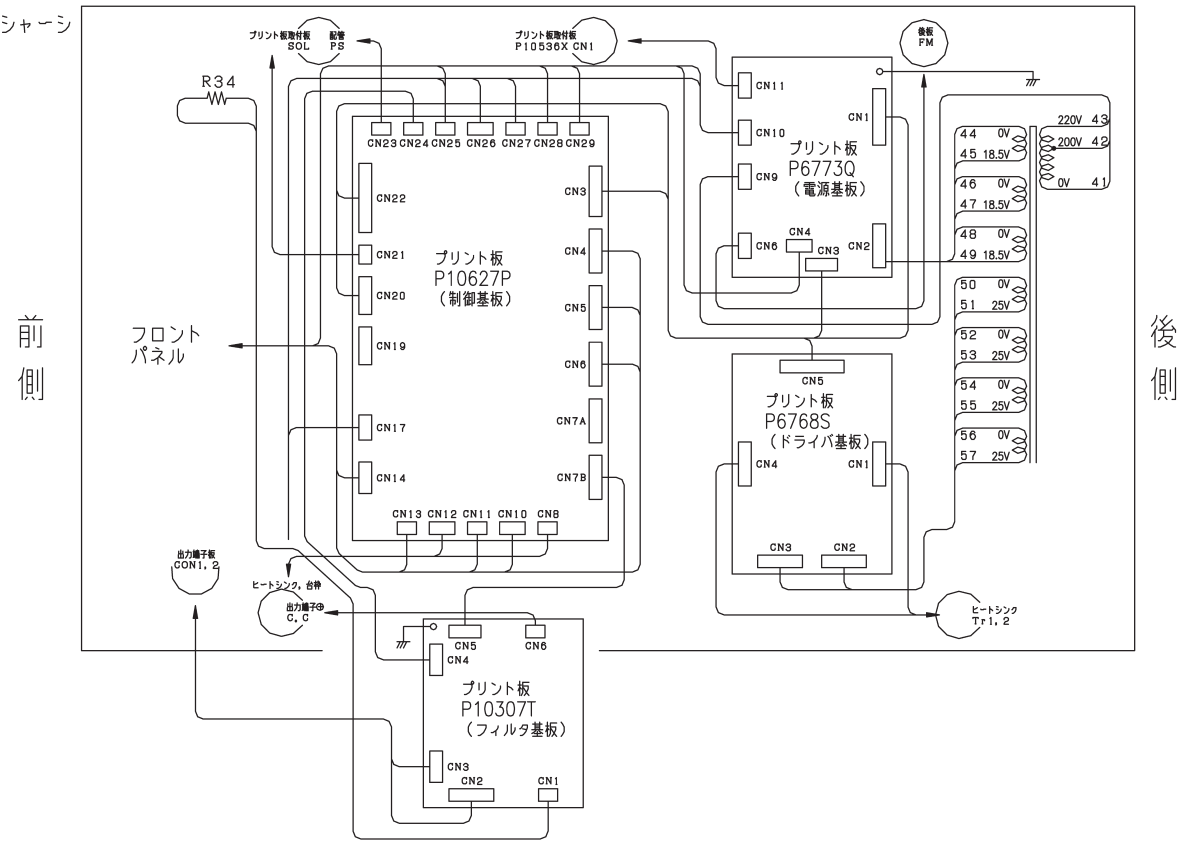 シャーシ
プリント板取付板 配管
SOL PS
プリント板取付板
P10536X CN1
後板
FM
R34
CN11
CN1
CN10
プリント板
P6773Q
(電源基板)
CN9
CN4
CN6
CN3
CN2
220V 43
200V 42
0V 41
44 0V
45 18.5V
46 0V
47 18.5V
48 0V
49 18.5V
50 0V
51 25V
52 0V
53 25V
54 0V
55 25V
56 0V
57 25V
CN23 CN24 CN25 CN26 CN27 CN28 CN29
CN22
CN3
CN21
CN4
プリント板
P10627P
(制御基板)
CN20
CN5
CN19
CN6
CN7A
CN17
CN14
CN7B
CN13 CN12 CN11 CN10 CN8
前
側
フロント
パネル
後
側
CN5
プリント板
P6768S
(ドライバ基板)
CN4
CN1
CN3
CN2
出力端子板
CON1,2
ヒートシンク,台枠
出力端子⊕
C.C
ヒートシンク
Tr1,2
CN5
CN6
CN4
プリント板
P10307T
(フィルタ基板)
CN3
CN2
CN1